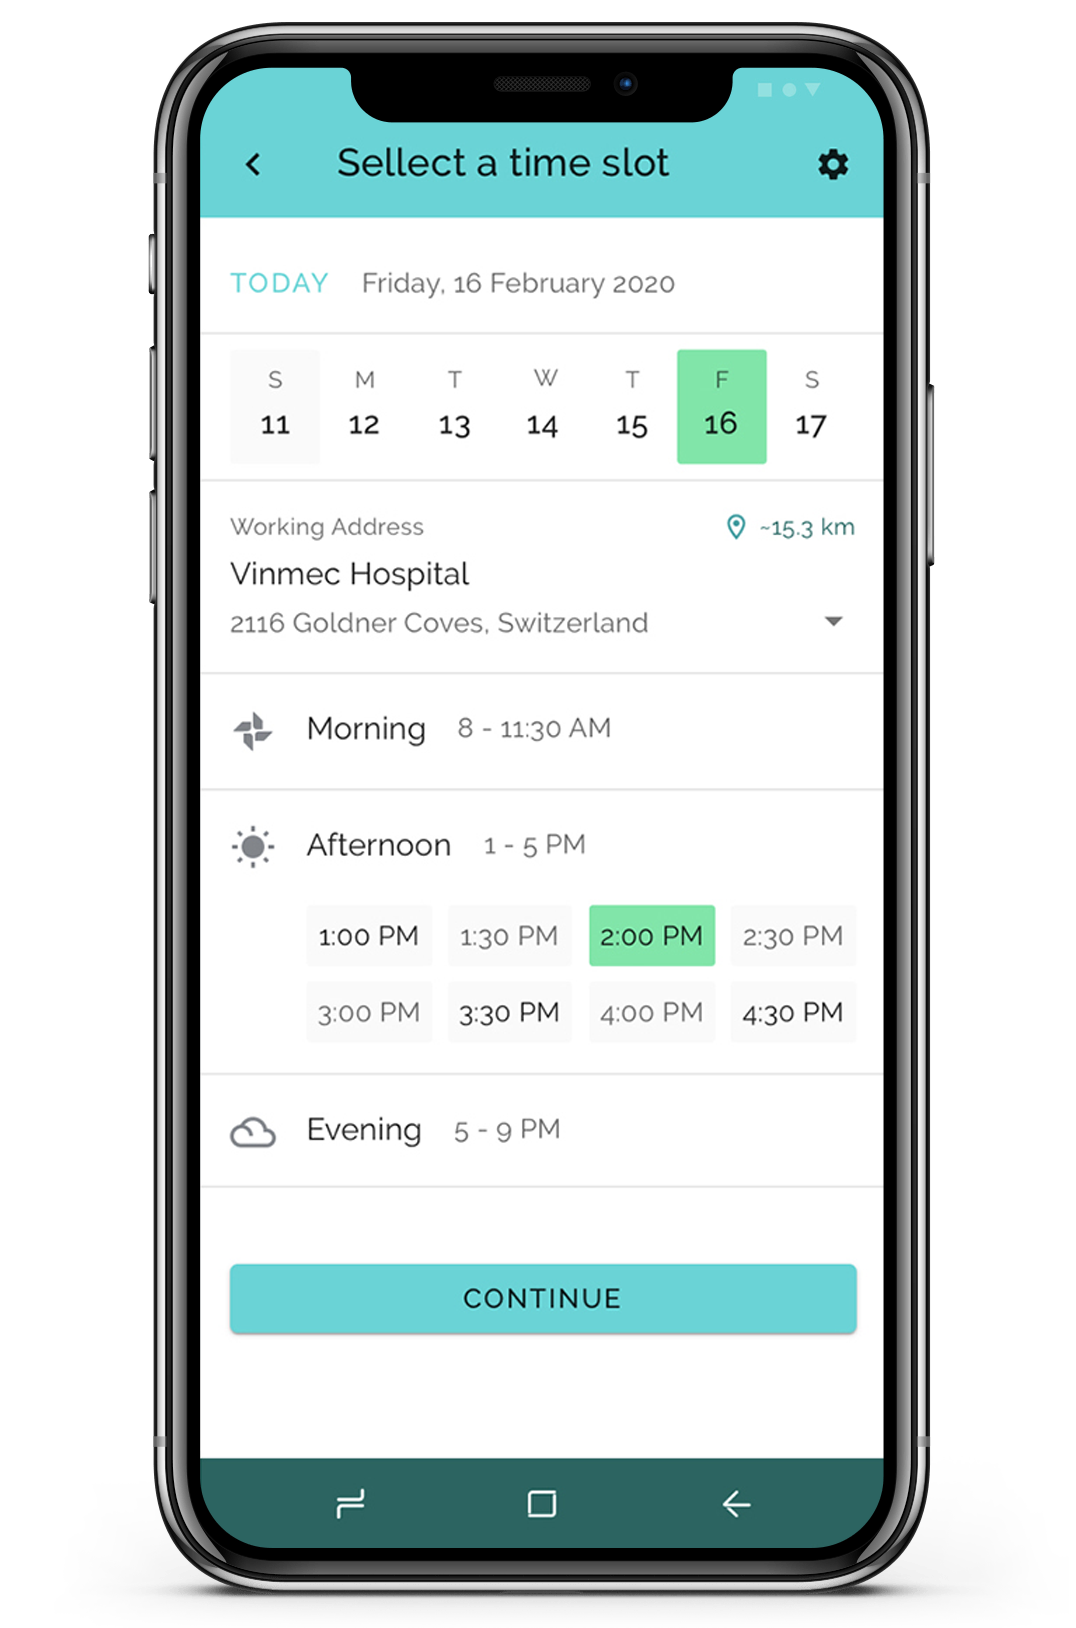 Sellect a time slot
TODAY Friday, 16 February 2020
S M T W T F S
11 12 13 14 15 16 17
Working Address ~15.3 km
Vinmec Hospital
2116 Goldner Coves, Switzerland
Morning 8 - 11:30 AM
Afternoon 1 - 5 PM
1:00 PM 1:30 PM 2:00 PM 2:30 PM
3:00 PM 3:30 PM 4:00 PM 4:30 PM
Evening 5 - 9 PM
CONTINUE